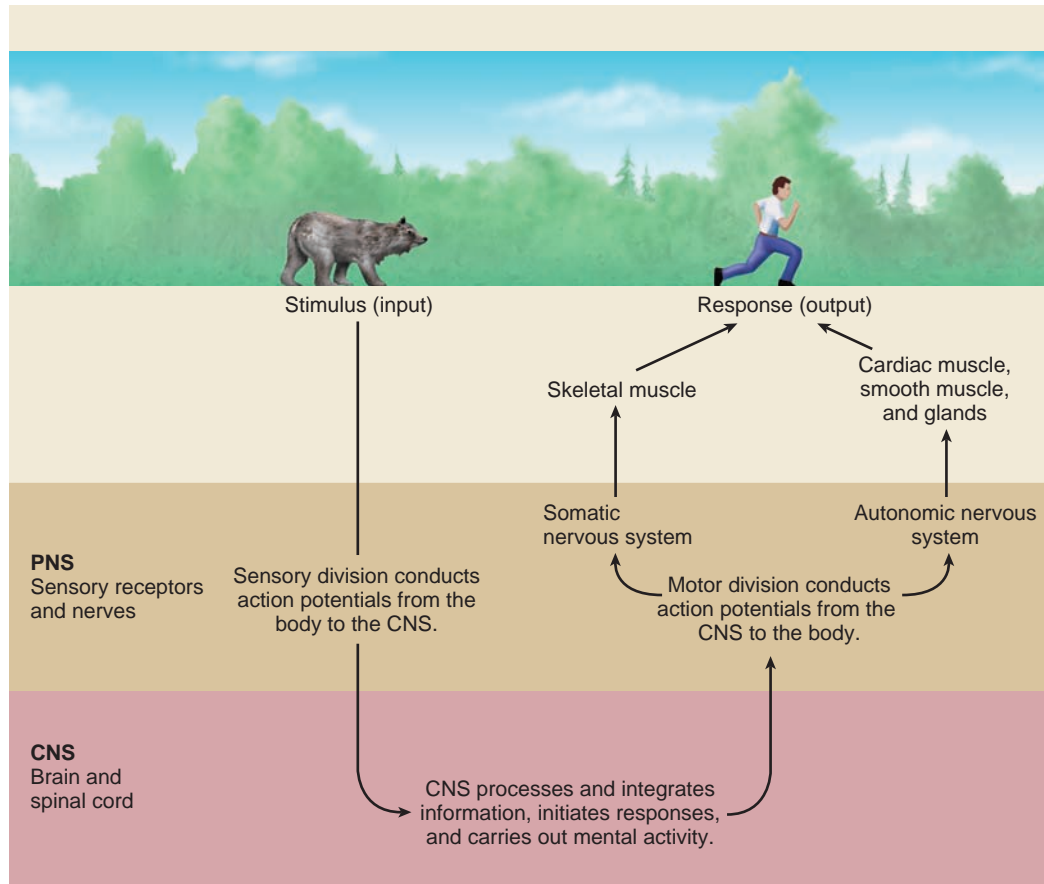 Stimulus (input)
Response (output)
Skeletal muscle
Cardiac muscle,
smooth muscle,
and glands
Somatic
nervous system
Autonomic nervous
system
PNS
Sensory receptors
and nerves
Sensory division conducts
action potentials from the
body to the CNS.
Motor division conducts
action potentials from the
CNS to the body.
CNS
Brain and
spinal cord
CNS processes and integrates
information, initiates responses,
and carries out mental activity.